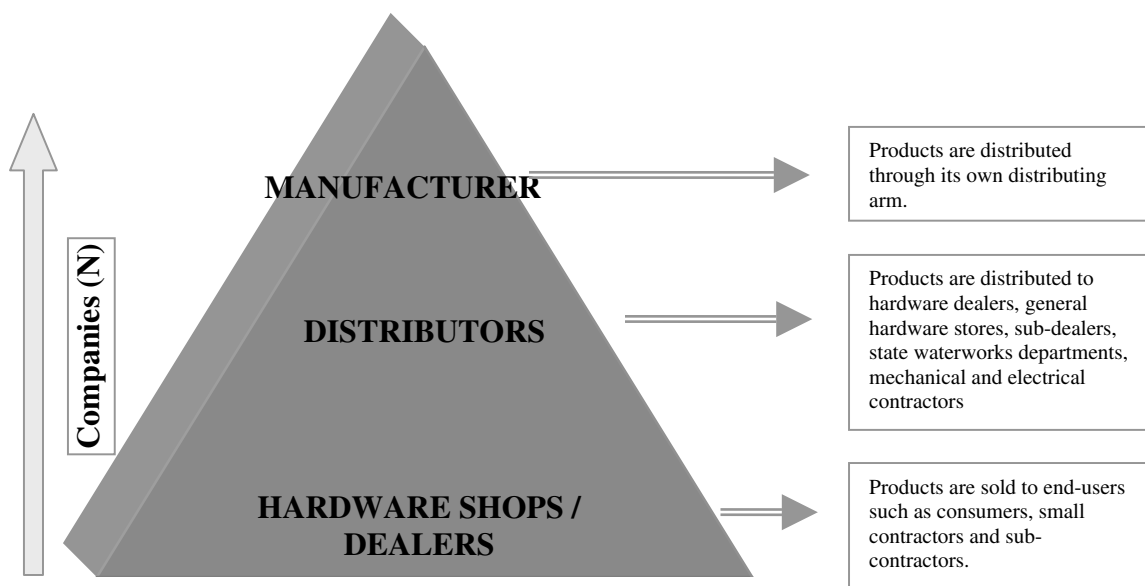 MANUFACTURER
Products are distributed
through its own distributing
arm.
Companies (N)
DISTRIBUTORS
Products are distributed to
hardware dealers, general
hardware stores, sub-dealers,
state waterworks departments,
mechanical and electrical
contractors
HARDWARE SHOPS /
DEALERS
Products are sold to end-users
such as consumers, small
contractors and sub-
contractors.